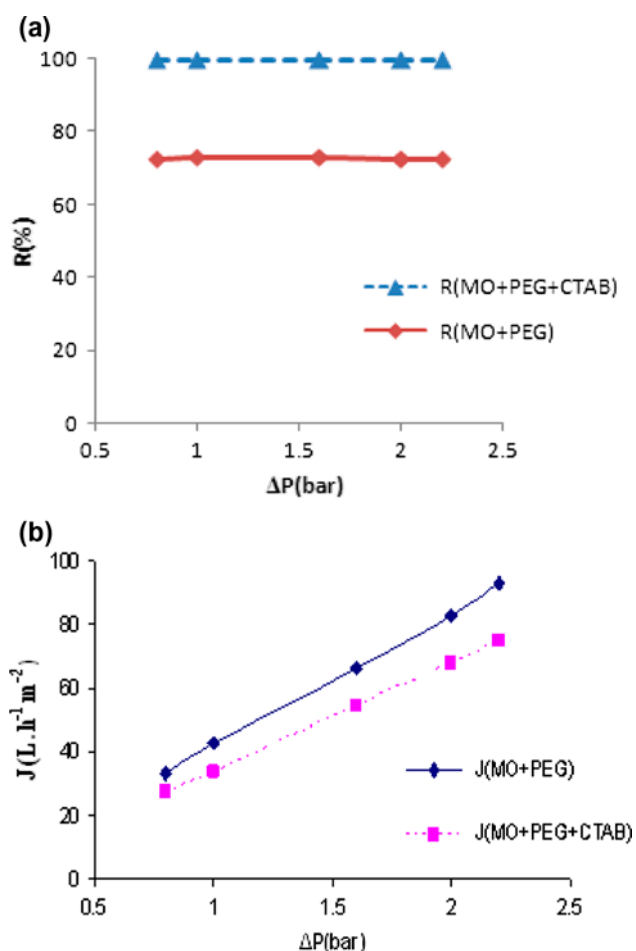 (a)
100
80
60
40
20
0
R(%)
R(MO+PEG+CTAB)
R(MO+PEG)
0.5 1 1.5 2 2.5
ΔP(bar)
(b)
100
80
60
40
20
0
J(L.h⁻¹ m⁻²)
J(MO+PEG)
J(MO+PEG+CTAB)
0.5 1 1.5 2 2.5
ΔP(bar)